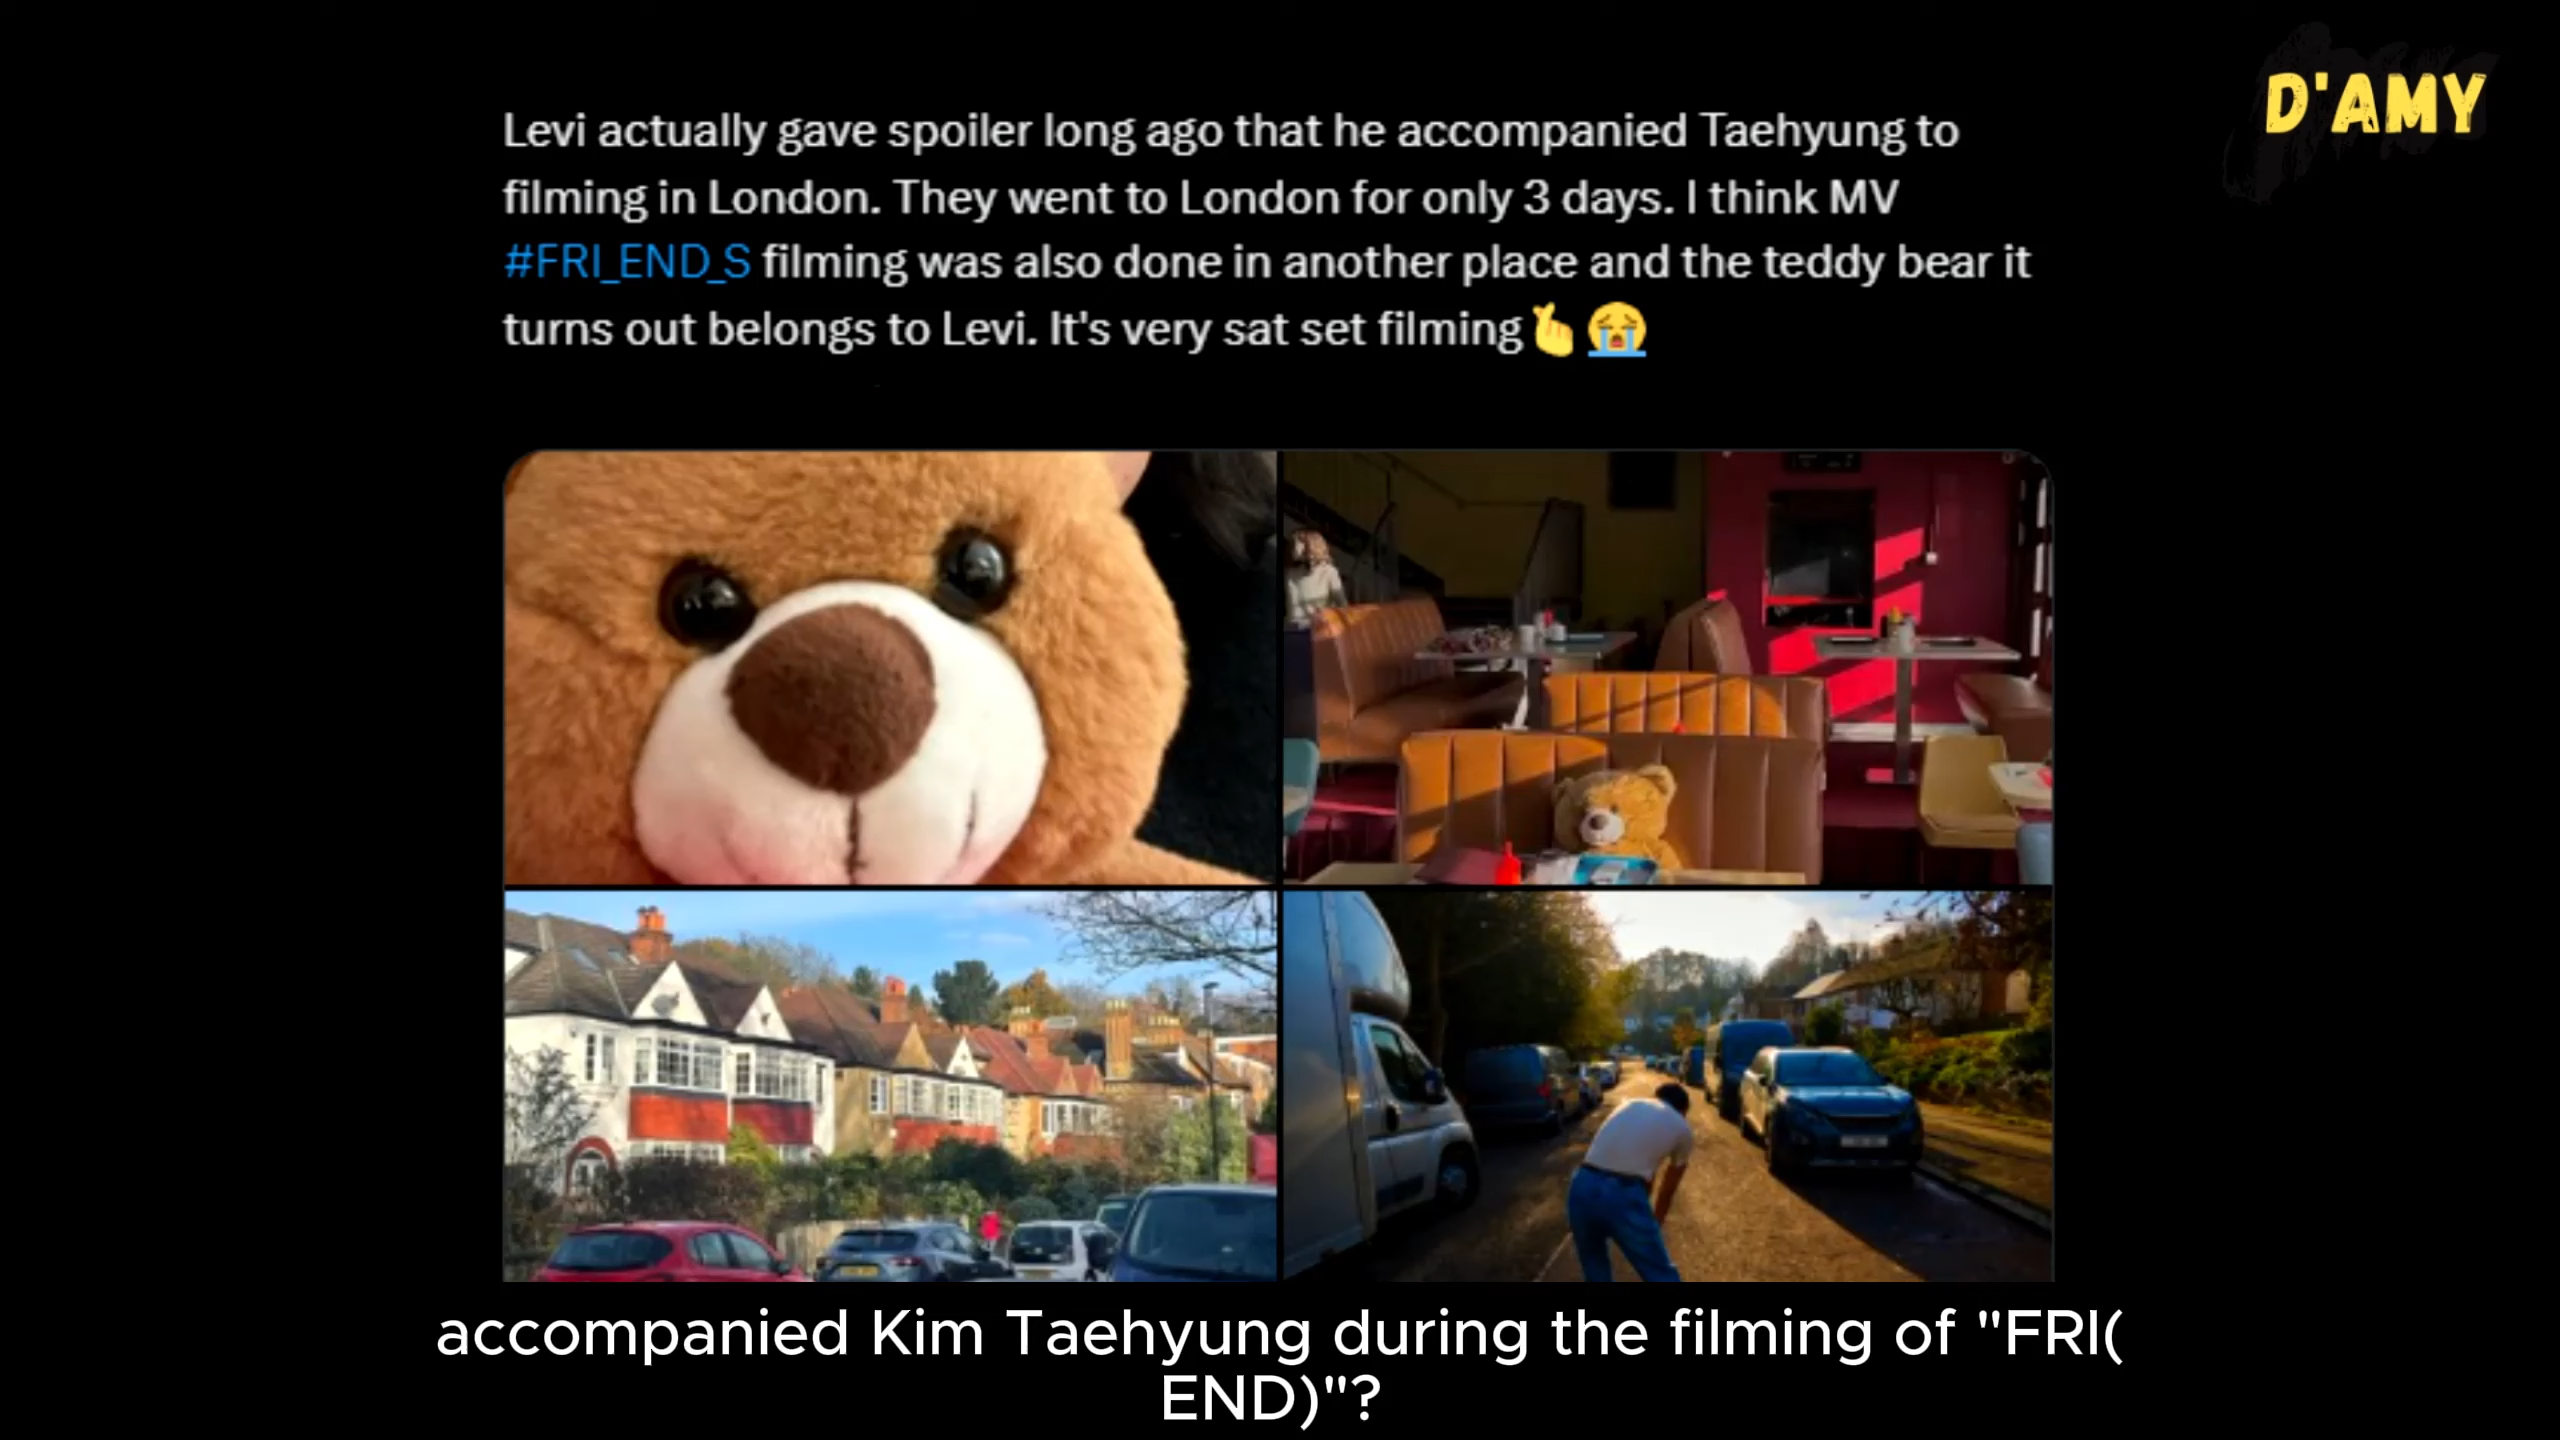 D'AMY
Levi actually gave spoiler long ago that he accompanied Taehyung to
filming in London. They went to London for only 3 days. I think MV
#FRI_END_S filming was also done in another place and the teddy bear it
turns out belongs to Levi. It's very sat set filming🫰😭
accompanied Kim Taehyung during the filming of "FRI(
END)"?